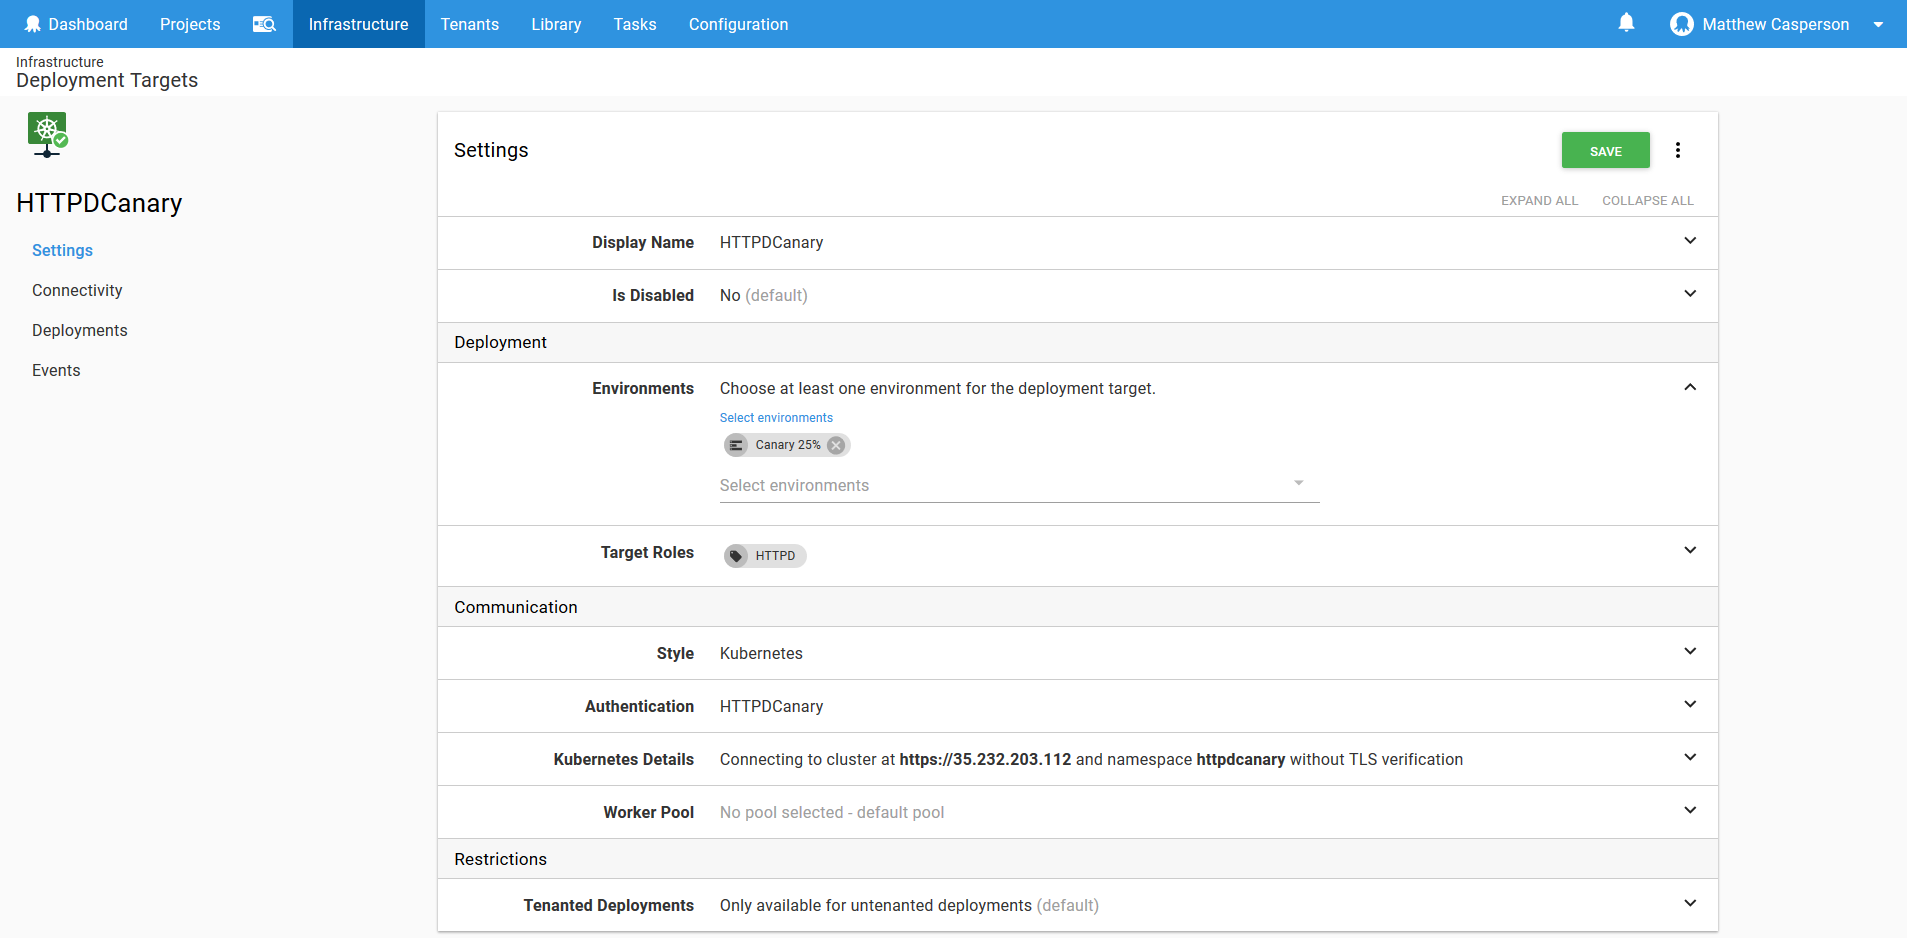 Dashboard Projects Infrastructure Tenants Library Tasks Configuration Matthew Casperson
Infrastructure
Deployment Targets
HTTPDCanary
Settings
Connectivity
Deployments
Events
Settings
SAVE
EXPAND ALL COLLAPSE ALL
Display Name HTTPDCanary
Is Disabled No (default)
Deployment
Environments Choose at least one environment for the deployment target.
Select environments
Canary 25%
Select environments
Target Roles HTTPD
Communication
Style Kubernetes
Authentication HTTPDCanary
Kubernetes Details Connecting to cluster at https://35.232.203.112 and namespace httpdcanary without TLS verification
Worker Pool No pool selected - default pool
Restrictions
Tenanted Deployments Only available for untenanted deployments (default)